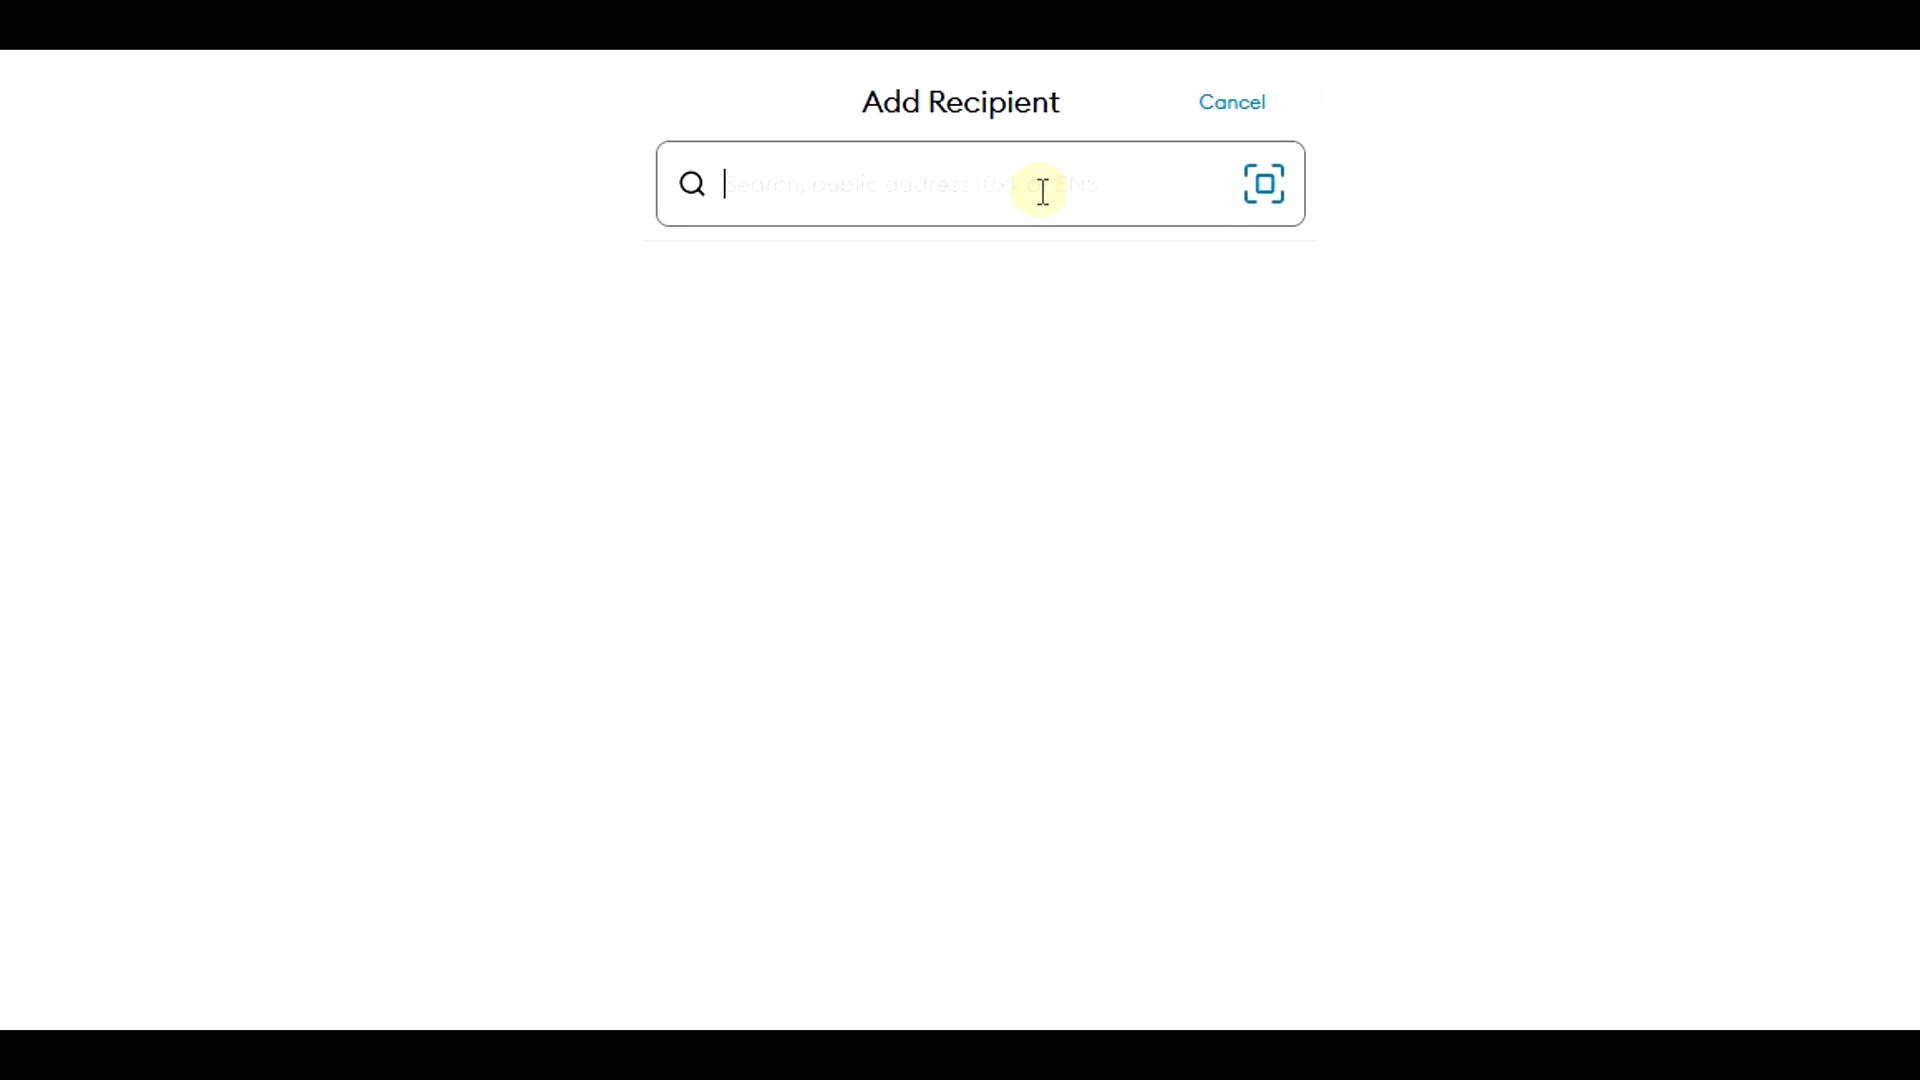 Add Recipient
Cancel
Search, public address (0x), or ENS